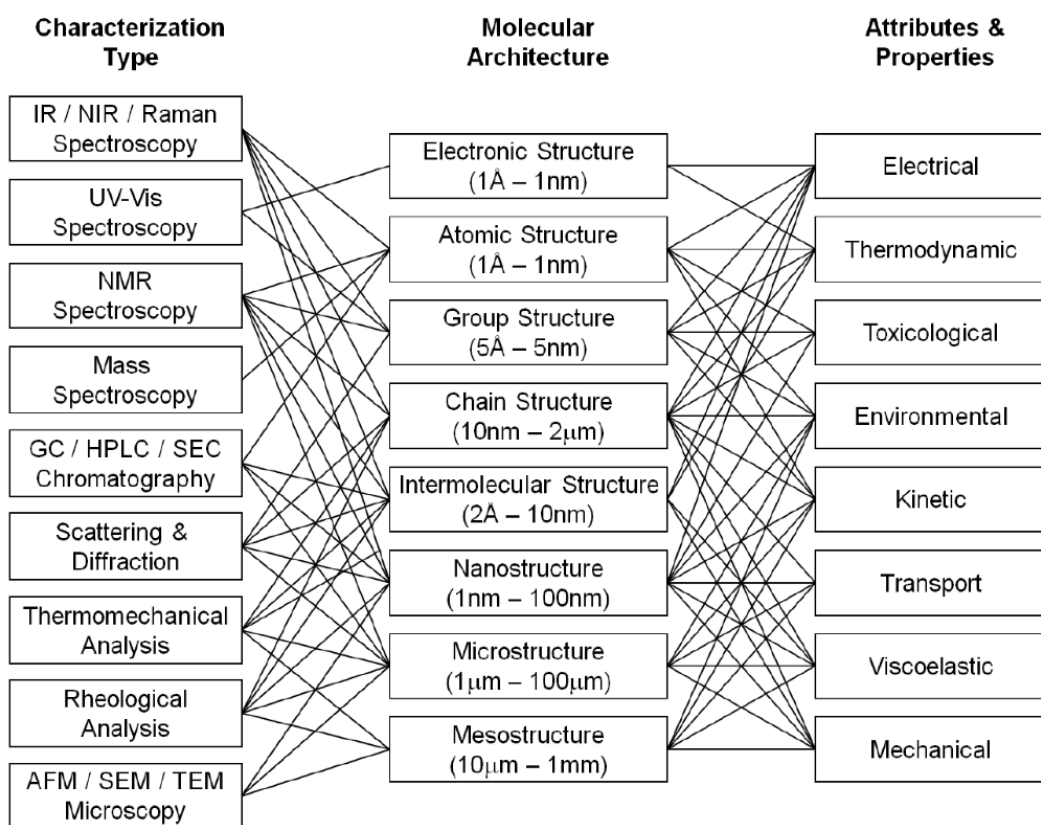 Characterization
Type
Molecular
Architecture
Attributes &
Properties
IR / NIR / Raman
Spectroscopy
UV-Vis
Spectroscopy
NMR
Spectroscopy
Mass
Spectroscopy
GC / HPLC / SEC
Chromatography
Scattering &
Diffraction
Thermomechanical
Analysis
Rheological
Analysis
AFM / SEM / TEM
Microscopy
Electronic Structure
(1Å – 1nm)
Atomic Structure
(1Å – 1nm)
Group Structure
(5Å – 5nm)
Chain Structure
(10nm – 2μm)
Intermolecular Structure
(2Å – 10nm)
Nanostructure
(1nm – 100nm)
Microstructure
(1μm – 100μm)
Mesostructure
(10μm – 1mm)
Electrical
Thermodynamic
Toxicological
Environmental
Kinetic
Transport
Viscoelastic
Mechanical